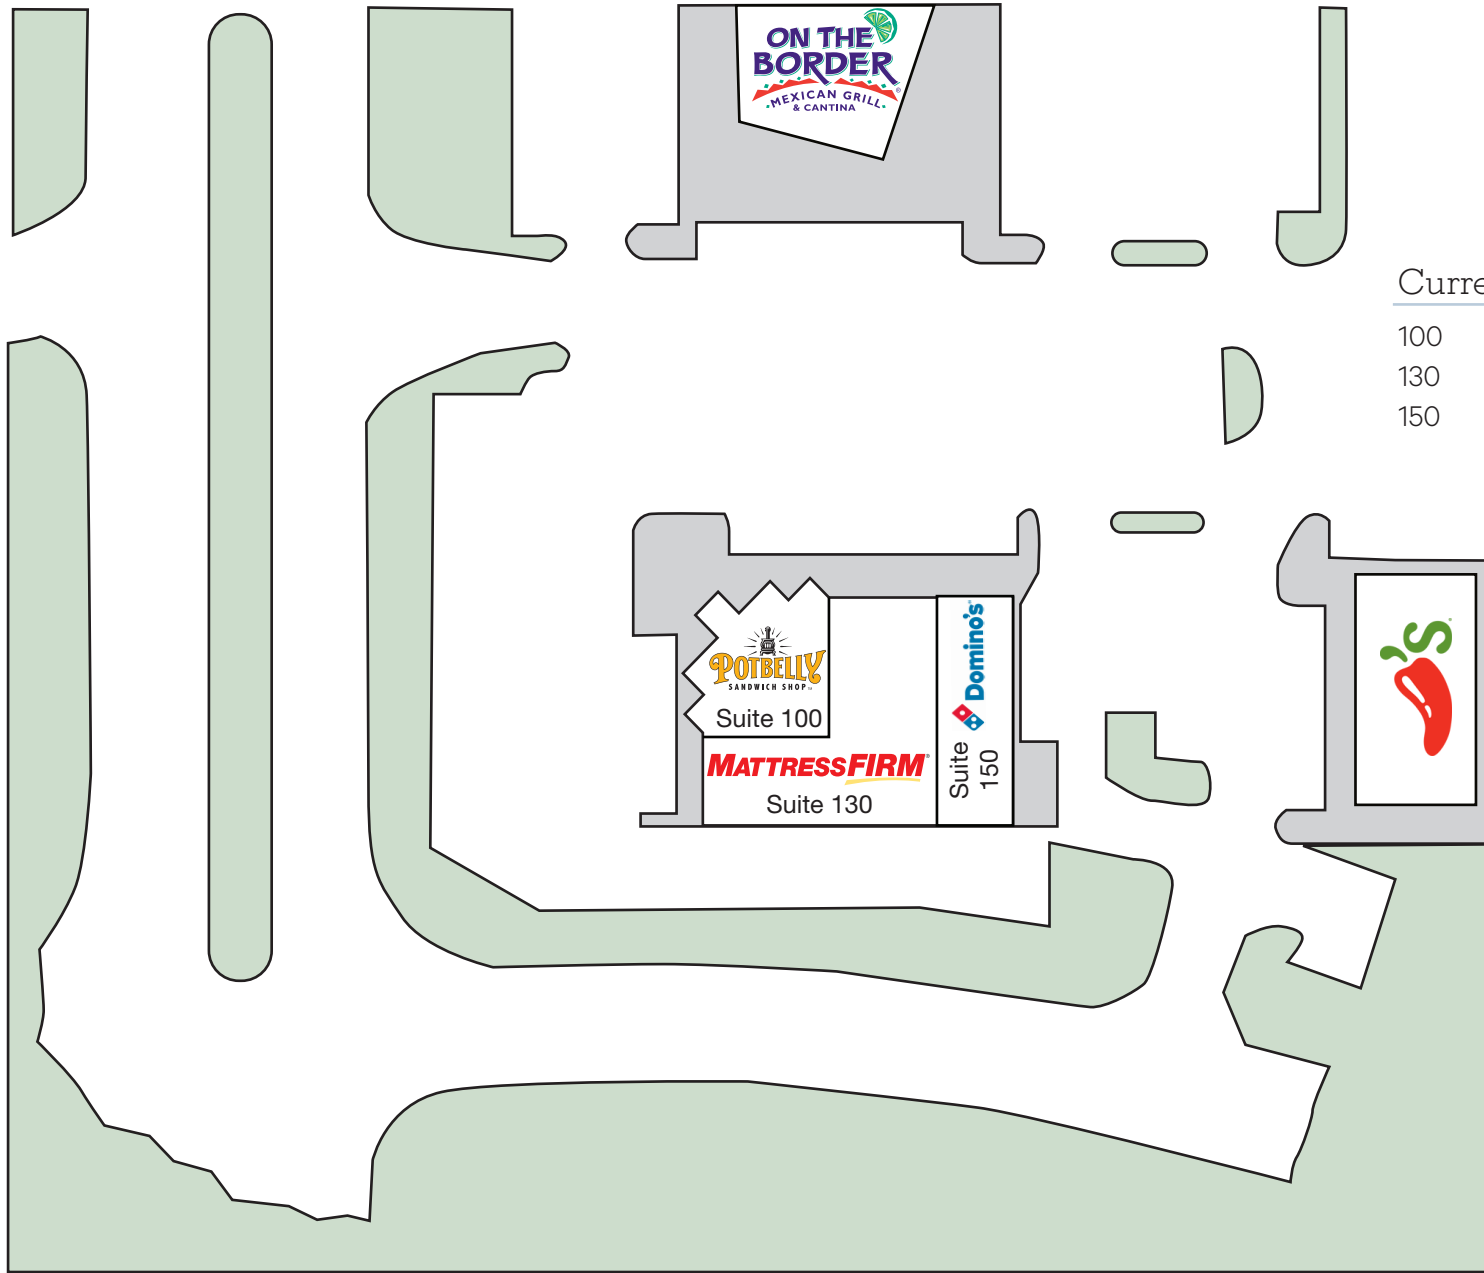 ON THE
BORDER
MEXICAN GRILL
& CANTINA
Curre
100
130
150
POTBELLY
SANDWICH SHOP
Suite 100
MATTRESSFIRM
Suite 130
Domino's
Suite
150
's